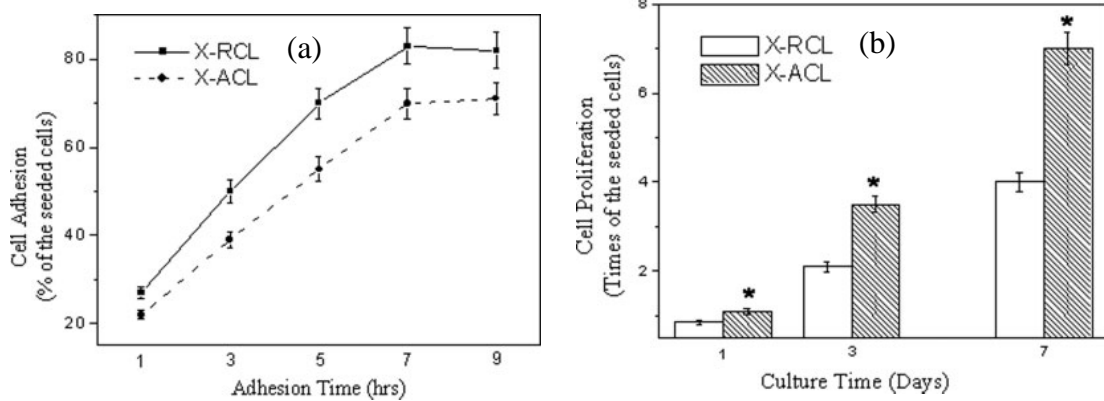 (a)
X-RCL
X-ACL
80
60
40
20
Cell Adhesion
(% of the seeded cells)
1 3 5 7 9
Adhesion Time (hrs)
(b)
X-RCL
X-ACL
8
6
4
2
Cell Proliferation
(Times of the seeded cells)
* * *
1 3 7
Culture Time (Days)